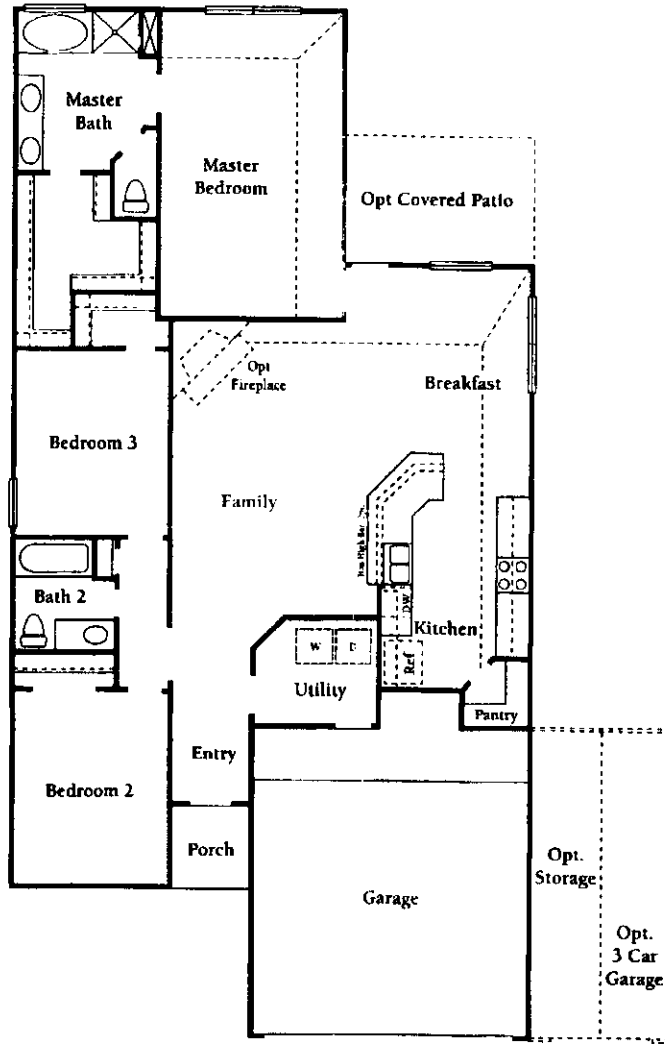 Master
Bath
Master
Bedroom
Opt Covered Patio
Opt
Fireplace
Breakfast
Bedroom 3
Family
Bar
Bath 2
DW
Kitchen
W
Ref
Utility
Pantry
Entry
Bedroom 2
Porch
Opt.
Storage
Garage
Opt.
3 Car
Garage